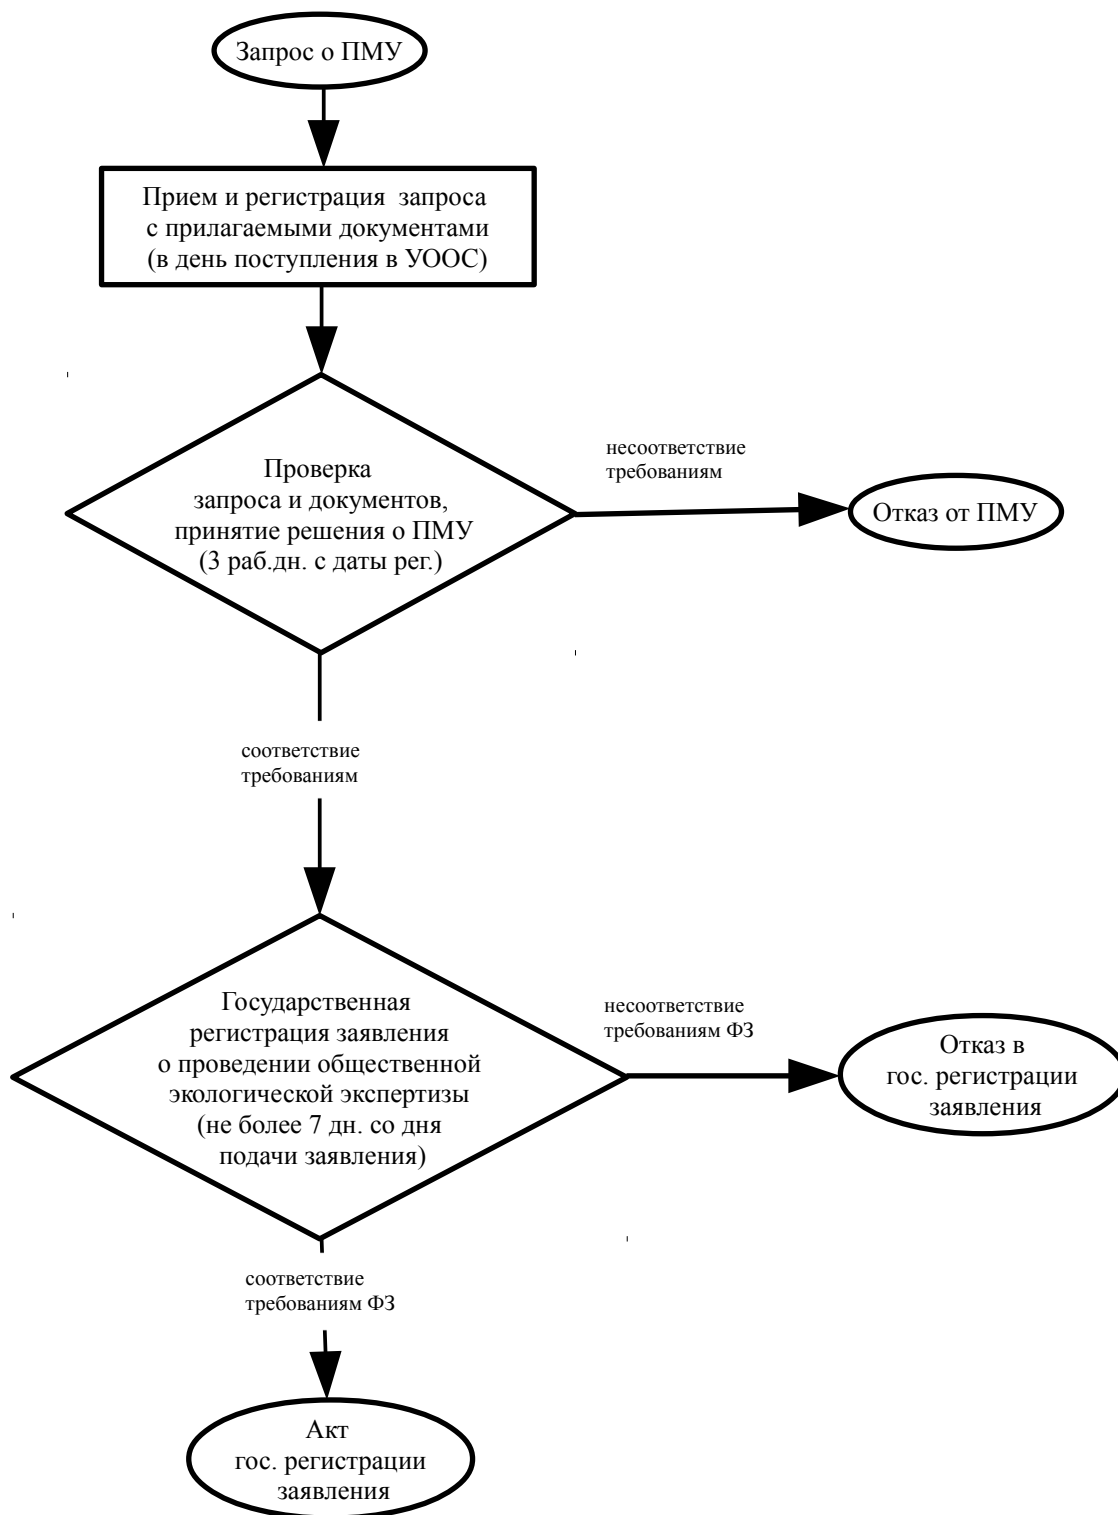 Запрос о ПМУ
Прием и регистрация запроса
с прилагаемыми документами
(в день поступления в УООС)
Проверка
запроса и документов,
принятие решения о ПМУ
(3 раб.дн. с даты рег.)
несоответствие
требованиям
Отказ от ПМУ
соответствие
требованиям
Государственная
регистрация заявления
о проведении общественной
экологической экспертизы
(не более 7 дн. со дня
подачи заявления)
несоответствие
требованиям ФЗ
Отказ в
гос. регистрации
заявления
соответствие
требованиям ФЗ
Акт
гос. регистрации
заявления